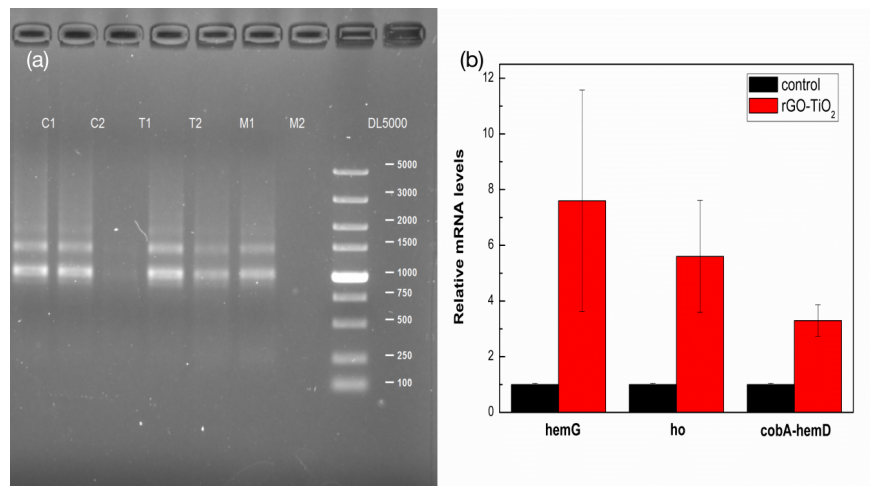 (a)
C1 C2 T1 T2 M1 M2 DL5000
5000
3000
2000
1500
1000
750
500
250
100
(b)
control
rGO-TiO₂
Relative mRNA levels
12
10
8
6
4
2
0
hemG ho cobA-hemD